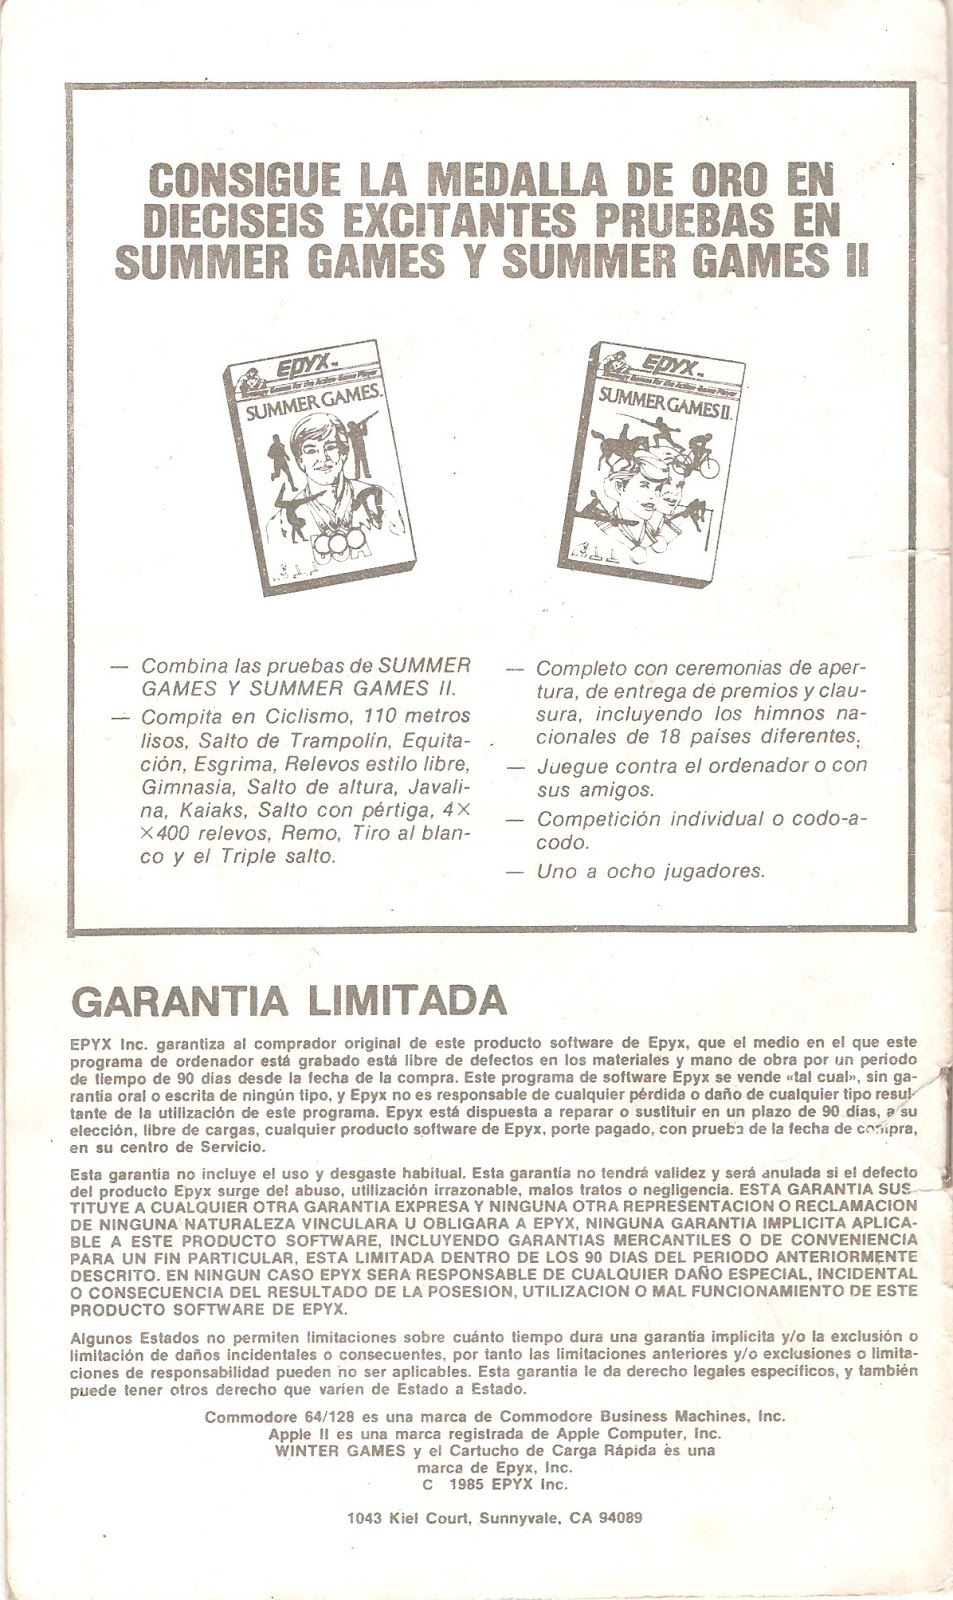 CONSIGUE LA MEDALLA DE ORO EN
DIECISEIS EXCITANTES PRUEBAS EN
SUMMER GAMES Y SUMMER GAMES II
EPYX™
Strategy Games for the Action-Game Player
SUMMER GAMES.
USA
EPYX™
Strategy Games for the Action-Game Player
SUMMER GAMES II.
— Combina las pruebas de SUMMER
GAMES Y SUMMER GAMES II.
— Compita en Ciclismo, 110 metros
lisos, Salto de Trampolín, Equita-
ción, Esgrima, Relevos estilo libre,
Gimnasia, Salto de altura, Javali-
na, Kaiaks, Salto con pértiga, 4×
×400 relevos, Remo, Tiro al blan-
co y el Triple salto.
— Completo con ceremonias de aper-
tura, de entrega de premios y clau-
sura, incluyendo los himnos na-
cionales de 18 países diferentes.
— Juegue contra el ordenador o con
sus amigos.
— Competición individual o codo-a-
codo.
— Uno a ocho jugadores.
GARANTIA LIMITADA
EPYX Inc. garantiza al comprador original de este producto software de Epyx, que el medio en el que este
programa de ordenador está grabado está libre de defectos en los materiales y mano de obra por un periodo
de tiempo de 90 días desde la fecha de la compra. Este programa de software Epyx se vende «tal cual», sin ga-
rantía oral o escrita de ningún tipo, y Epyx no es responsable de cualquier pérdida o daño de cualquier tipo resul-
tante de la utilización de este programa. Epyx está dispuesta a reparar o sustituir en un plazo de 90 días, a su
elección, libre de cargas, cualquier producto software de Epyx, porte pagado, con prueba de la fecha de compra,
en su centro de Servicio.
Esta garantía no incluye el uso y desgaste habitual. Esta garantía no tendrá validez y será anulada si el defecto
del producto Epyx surge del abuso, utilización irrazonable, malos tratos o negligencia. ESTA GARANTIA SUS-
TITUYE A CUALQUIER OTRA GARANTIA EXPRESA Y NINGUNA OTRA REPRESENTACION O RECLAMACION
DE NINGUNA NATURALEZA VINCULARA U OBLIGARA A EPYX, NINGUNA GARANTIA IMPLICITA APLICA-
BLE A ESTE PRODUCTO SOFTWARE, INCLUYENDO GARANTIAS MERCANTILES O DE CONVENIENCIA
PARA UN FIN PARTICULAR, ESTA LIMITADA DENTRO DE LOS 90 DIAS DEL PERIODO ANTERIORMENTE
DESCRITO. EN NINGUN CASO EPYX SERA RESPONSABLE DE CUALQUIER DAÑO ESPECIAL, INCIDENTAL
O CONSECUENCIA DEL RESULTADO DE LA POSESION, UTILIZACION O MAL FUNCIONAMIENTO DE ESTE
PRODUCTO SOFTWARE DE EPYX.
Algunos Estados no permiten limitaciones sobre cuánto tiempo dura una garantía implícita y/o la exclusión o
limitación de daños incidentales o consecuentes, por tanto las limitaciones anteriores y/o exclusiones o limita-
ciones de responsabilidad pueden no ser aplicables. Esta garantía le da derecho legales específicos, y también
puede tener otros derecho que varíen de Estado a Estado.
Commodore 64/128 es una marca de Commodore Business Machines, Inc.
Apple II es una marca registrada de Apple Computer, Inc.
WINTER GAMES y el Cartucho de Carga Rápida es una
marca de Epyx, Inc.
C 1985 EPYX Inc.
1043 Kiel Court, Sunnyvale, CA 94089